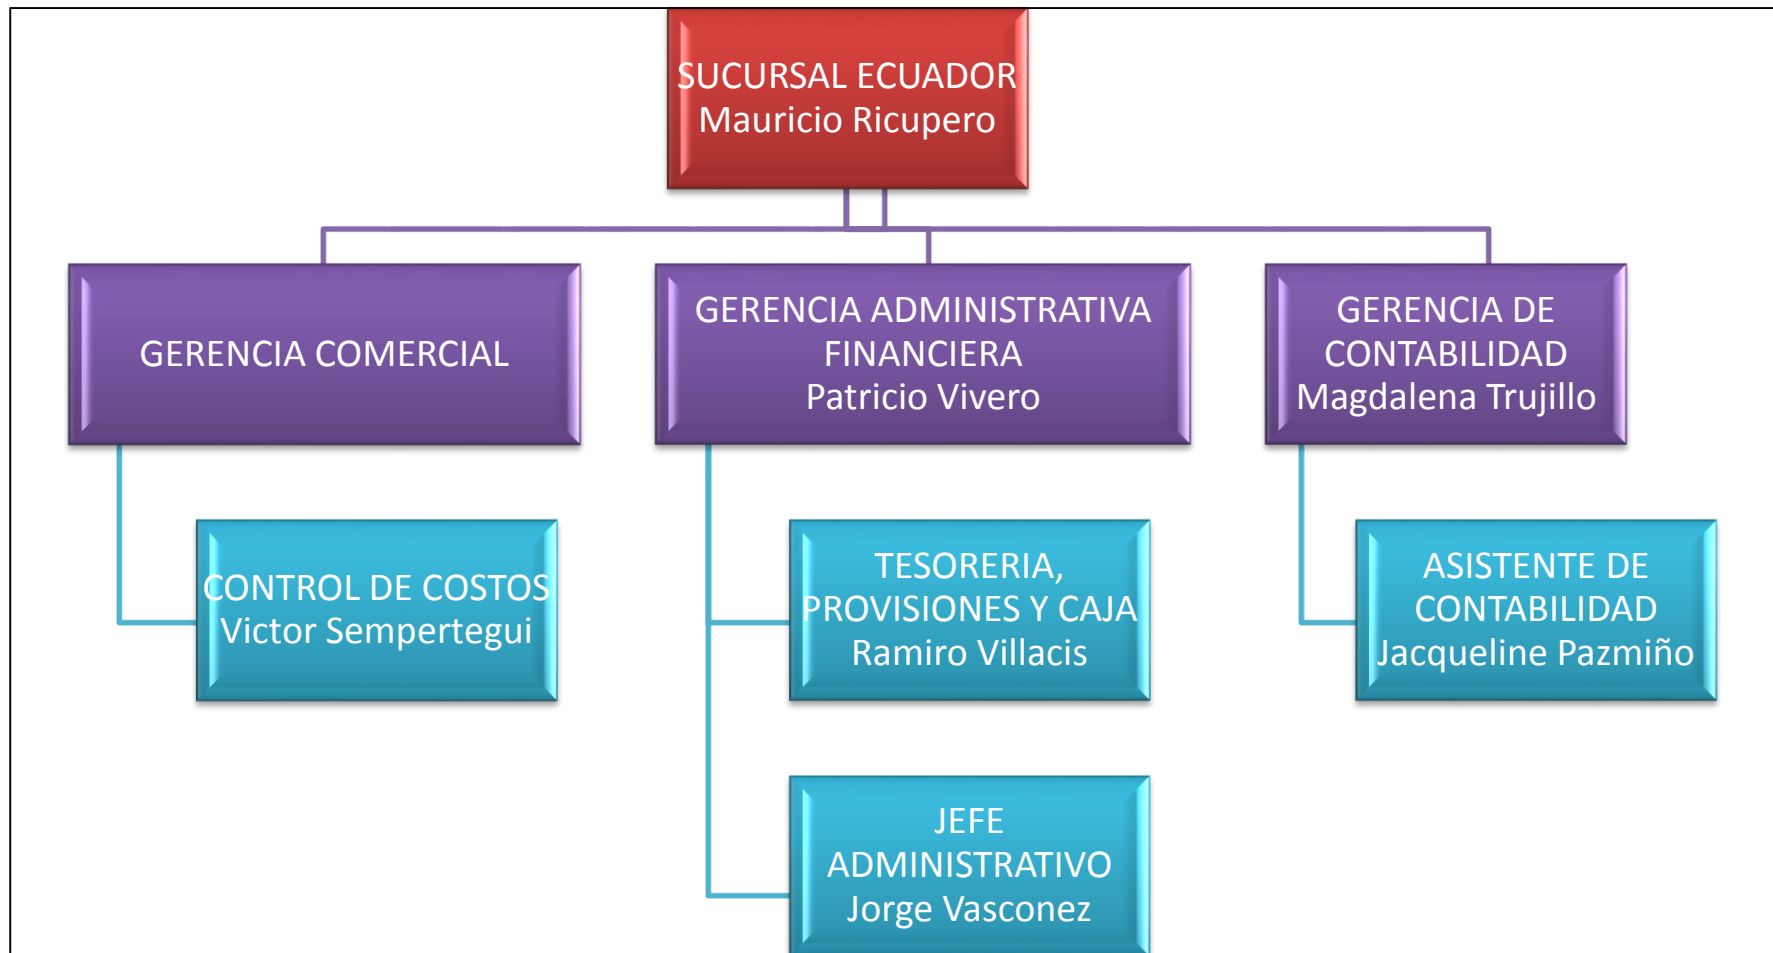 SUCURSAL ECUADOR
Mauricio Ricupero
GERENCIA COMERCIAL
GERENCIA ADMINISTRATIVA
FINANCIERA
Patricio Vivero
GERENCIA DE
CONTABILIDAD
Magdalena Trujillo
CONTROL DE COSTOS
Victor Sempertegui
TESORERIA,
PROVISIONES Y CAJA
Ramiro Villacis
ASISTENTE DE
CONTABILIDAD
Jacqueline Pazmiño
JEFE
ADMINISTRATIVO
Jorge Vasconez